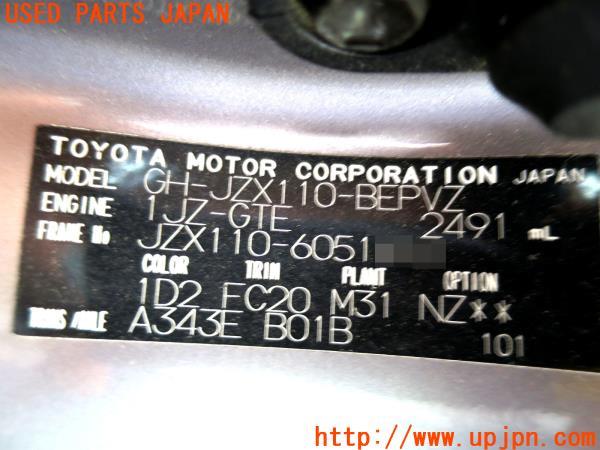 USED PARTS JAPAN
TOYOTA MOTOR CORPORATION JAPAN
MODEL GH-JZX110-BEPVZ
ENGINE 1JZ-GTE 2491 mL
FRAME No JZX110-6051
COLOR TRIM PLANT OPTION
1D2 FC20 M31 NZ**
TRANS/AXLE A343E B01B 101
UPJ
http://www.upjpn.com/